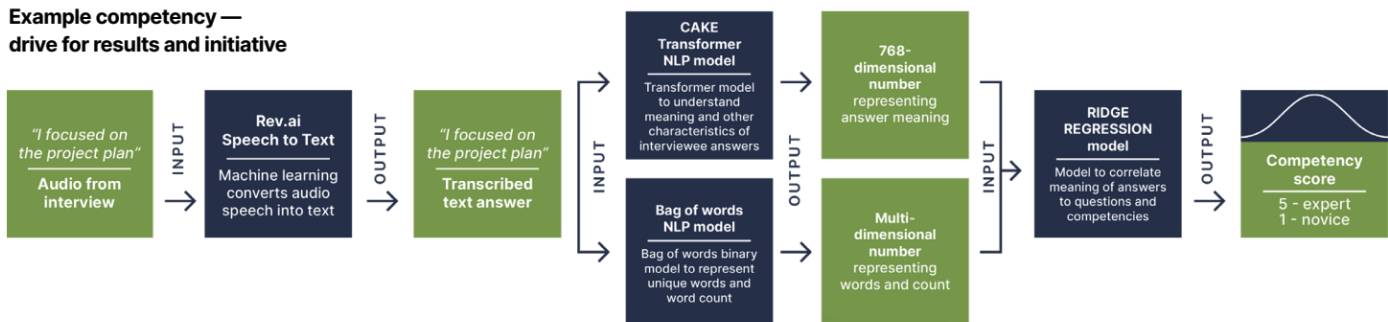 Example competency —
drive for results and initiative
“I focused on
the project plan”
Audio from
interview
INPUT
Rev.ai
Speech to Text
Machine learning
converts audio
speech into text
OUTPUT
“I focused on
the project plan”
Transcribed
text answer
INPUT
CAKE
Transformer
NLP model
Transformer model
to understand
meaning and other
characteristics of
interviewee answers
Bag of words
NLP model
Bag of words binary
model to represent
unique words and
word count
OUTPUT
768-
dimensional
number
representing
answer meaning
Multi-
dimensional
number
representing
words and count
INPUT
RIDGE
REGRESSION
model
Model to correlate
meaning of answers
to questions and
competencies
OUTPUT
Competency
score
5 - expert
1 - novice